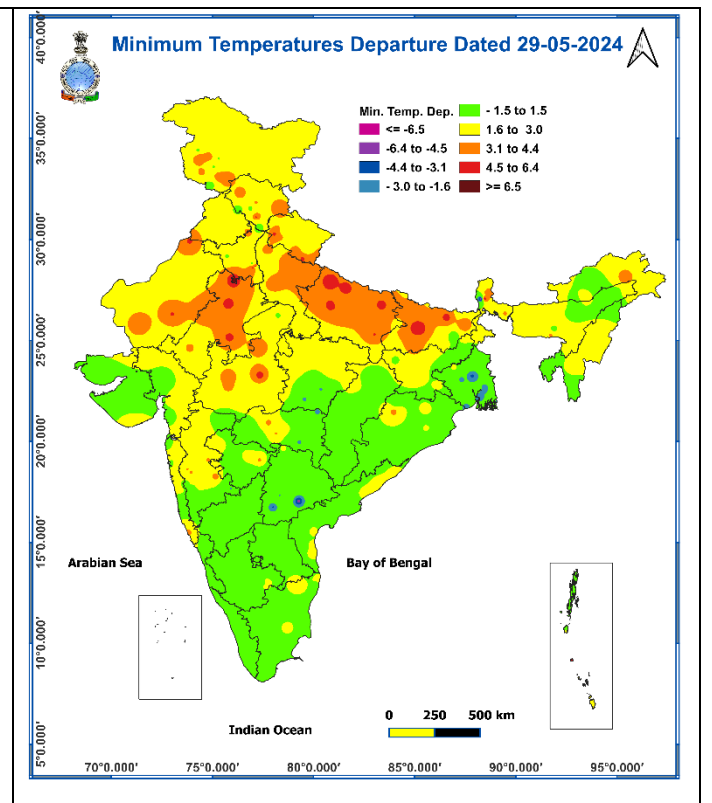 Minimum Temperatures Departure Dated 29-05-2024
Min. Temp. Dep.
<= -6.5
-6.4 to -4.5
-4.4 to -3.1
- 3.0 to -1.6
- 1.5 to 1.5
1.6 to 3.0
3.1 to 4.4
4.5 to 6.4
>= 6.5
40°0.000'
35°0.000'
30°0.000'
25°0.000'
20°0.000'
15°0.000'
10°0.000'
5°0.000'
Arabian Sea
Bay of Bengal
Indian Ocean
0 250 500 km
70°0.000' 75°0.000' 80°0.000' 85°0.000' 90°0.000' 95°0.000'